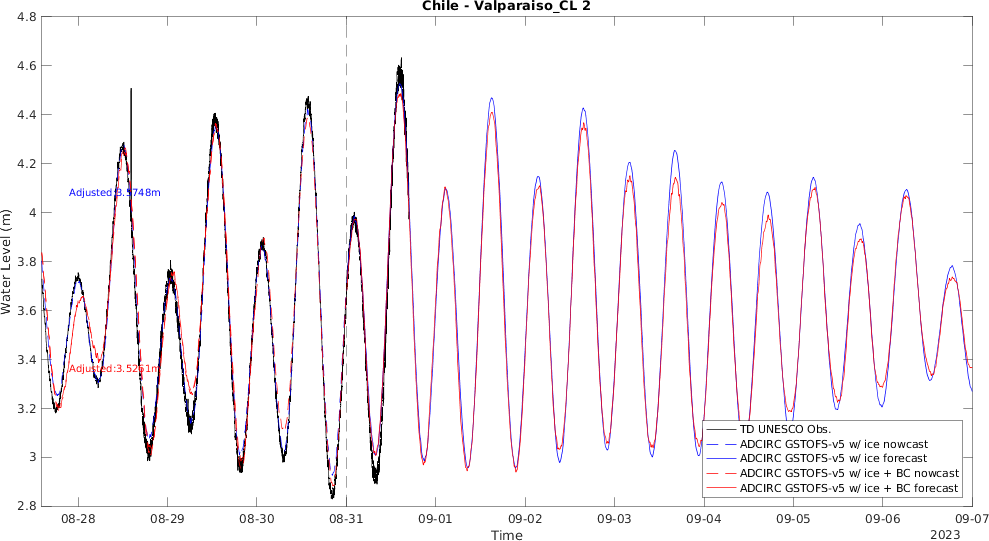 Chile - Valparaiso_CL 2
4.8
4.6
4.4
4.2
4
3.8
3.6
3.4
3.2
3
2.8
Water Level (m)
Adjusted:3.5748m
Adjusted:3.5261m
TD UNESCO Obs.
ADCIRC GSTOFS-v5 w/ ice nowcast
ADCIRC GSTOFS-v5 w/ ice forecast
ADCIRC GSTOFS-v5 w/ ice + BC nowcast
ADCIRC GSTOFS-v5 w/ ice + BC forecast
08-28 08-29 08-30 08-31 09-01 09-02 09-03 09-04 09-05 09-06 09-07
Time
2023